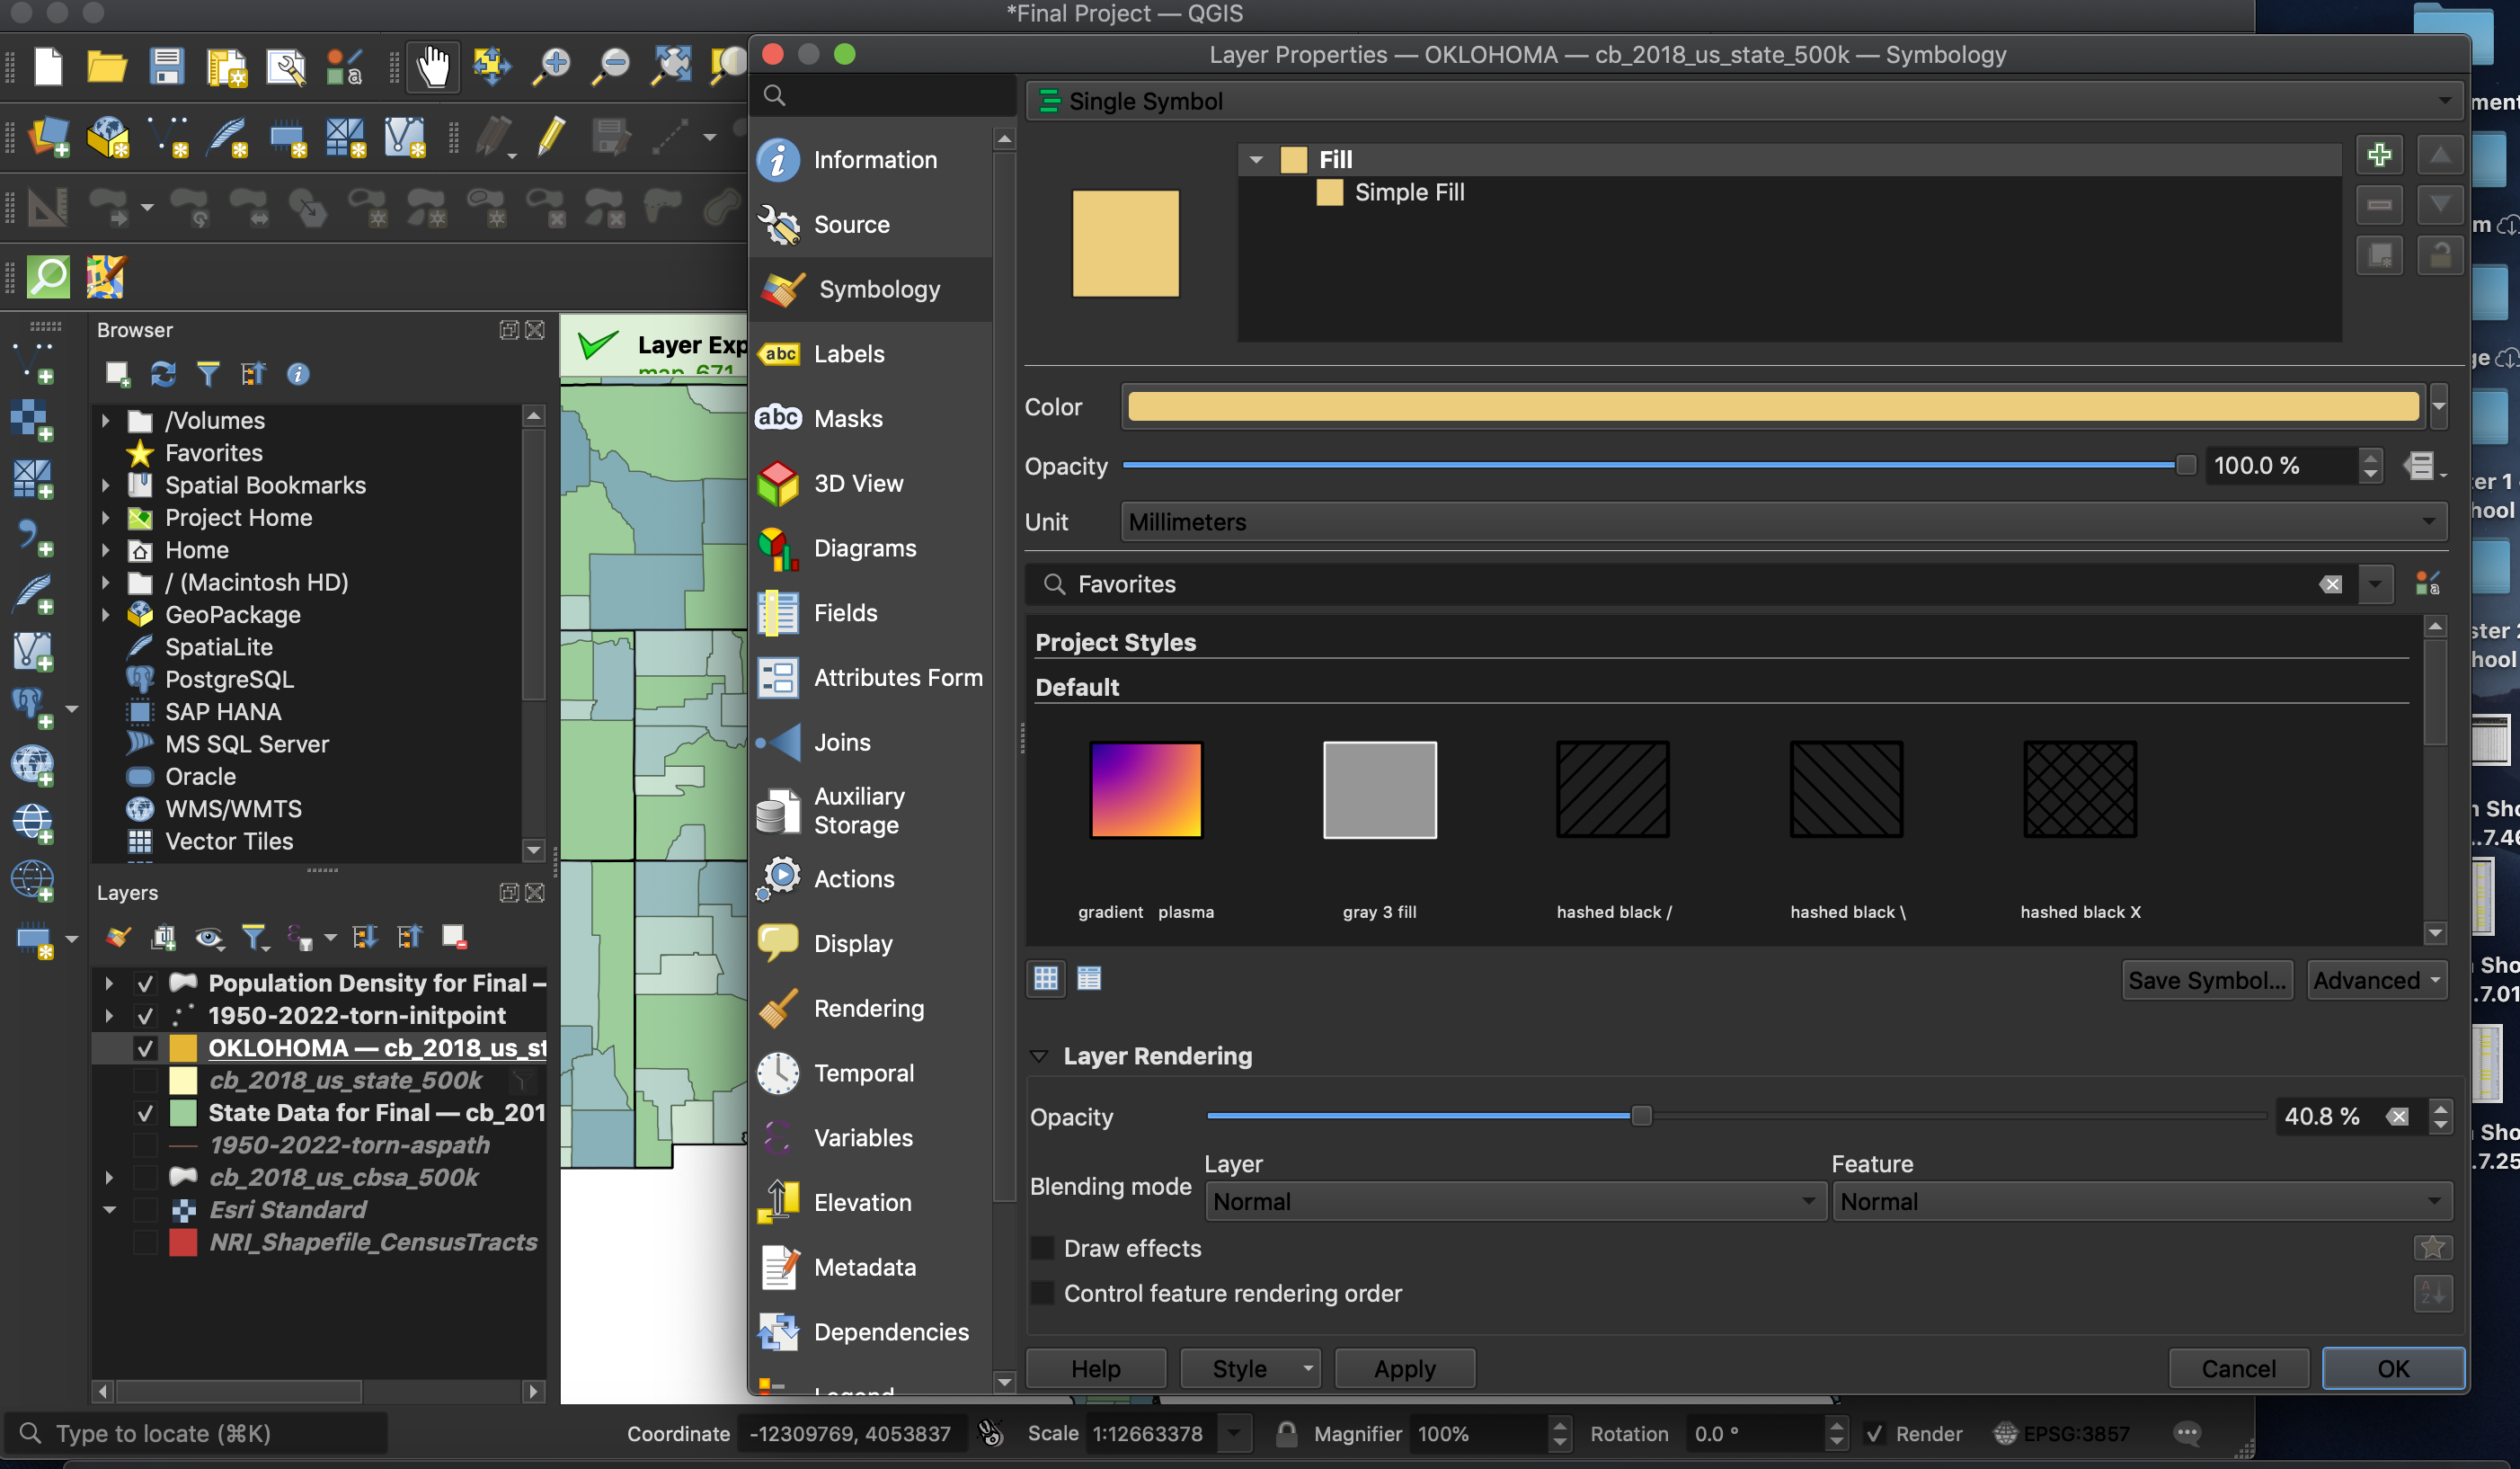 *Final Project — QGIS
Layer Properties — OKLOHOMA — cb_2018_us_state_500k — Symbology
Single Symbol
Information
Source
Symbology
Labels
Masks
3D View
Diagrams
Fields
Attributes Form
Joins
Auxiliary
Storage
Actions
Display
Rendering
Temporal
Variables
Elevation
Metadata
Dependencies
Legend
Fill
Simple Fill
Color
Opacity
100.0 %
Unit
Millimeters
Favorites
Project Styles
Default
gradient plasma
gray 3 fill
hashed black /
hashed black \
hashed black X
Save Symbol...
Advanced
Layer Rendering
Opacity
40.8 %
Layer
Feature
Blending mode
Normal
Normal
Draw effects
Control feature rendering order
Help
Style
Apply
Cancel
OK
Browser
/Volumes
Favorites
Spatial Bookmarks
Project Home
Home
/ (Macintosh HD)
GeoPackage
SpatiaLite
PostgreSQL
SAP HANA
MS SQL Server
Oracle
WMS/WMTS
Vector Tiles
Layer Exp
map_671
Layers
Population Density for Final —
1950-2022-torn-initpoint
OKLOHOMA — cb_2018_us_st
cb_2018_us_state_500k
State Data for Final — cb_201
1950-2022-torn-aspath
cb_2018_us_cbsa_500k
Esri Standard
NRI_Shapefile_CensusTracts
Type to locate (⌘K)
Coordinate
-12309769, 4053837
Scale
1:12663378
Magnifier
100%
Rotation
0.0 °
Render
EPSG:3857